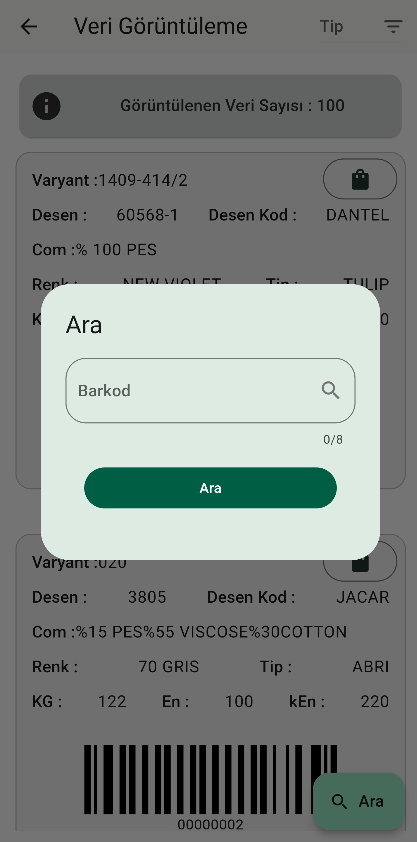 Veri Görüntüleme Tip
Görüntülenen Veri Sayısı : 100
Varyant :1409-414/2
Desen : 60568-1 Desen Kod : DANTEL
Com :% 100 PES
Renk : NEW VIOLET Tip : TULIP
K 0
Ara
Barkod
0/8
Ara
Varyant :020
Desen : 3805 Desen Kod : JACAR
Com :%15 PES%55 VISCOSE%30COTTON
Renk : 70 GRIS Tip : ABRI
KG : 122 En : 100 kEn : 220
00000002
Ara